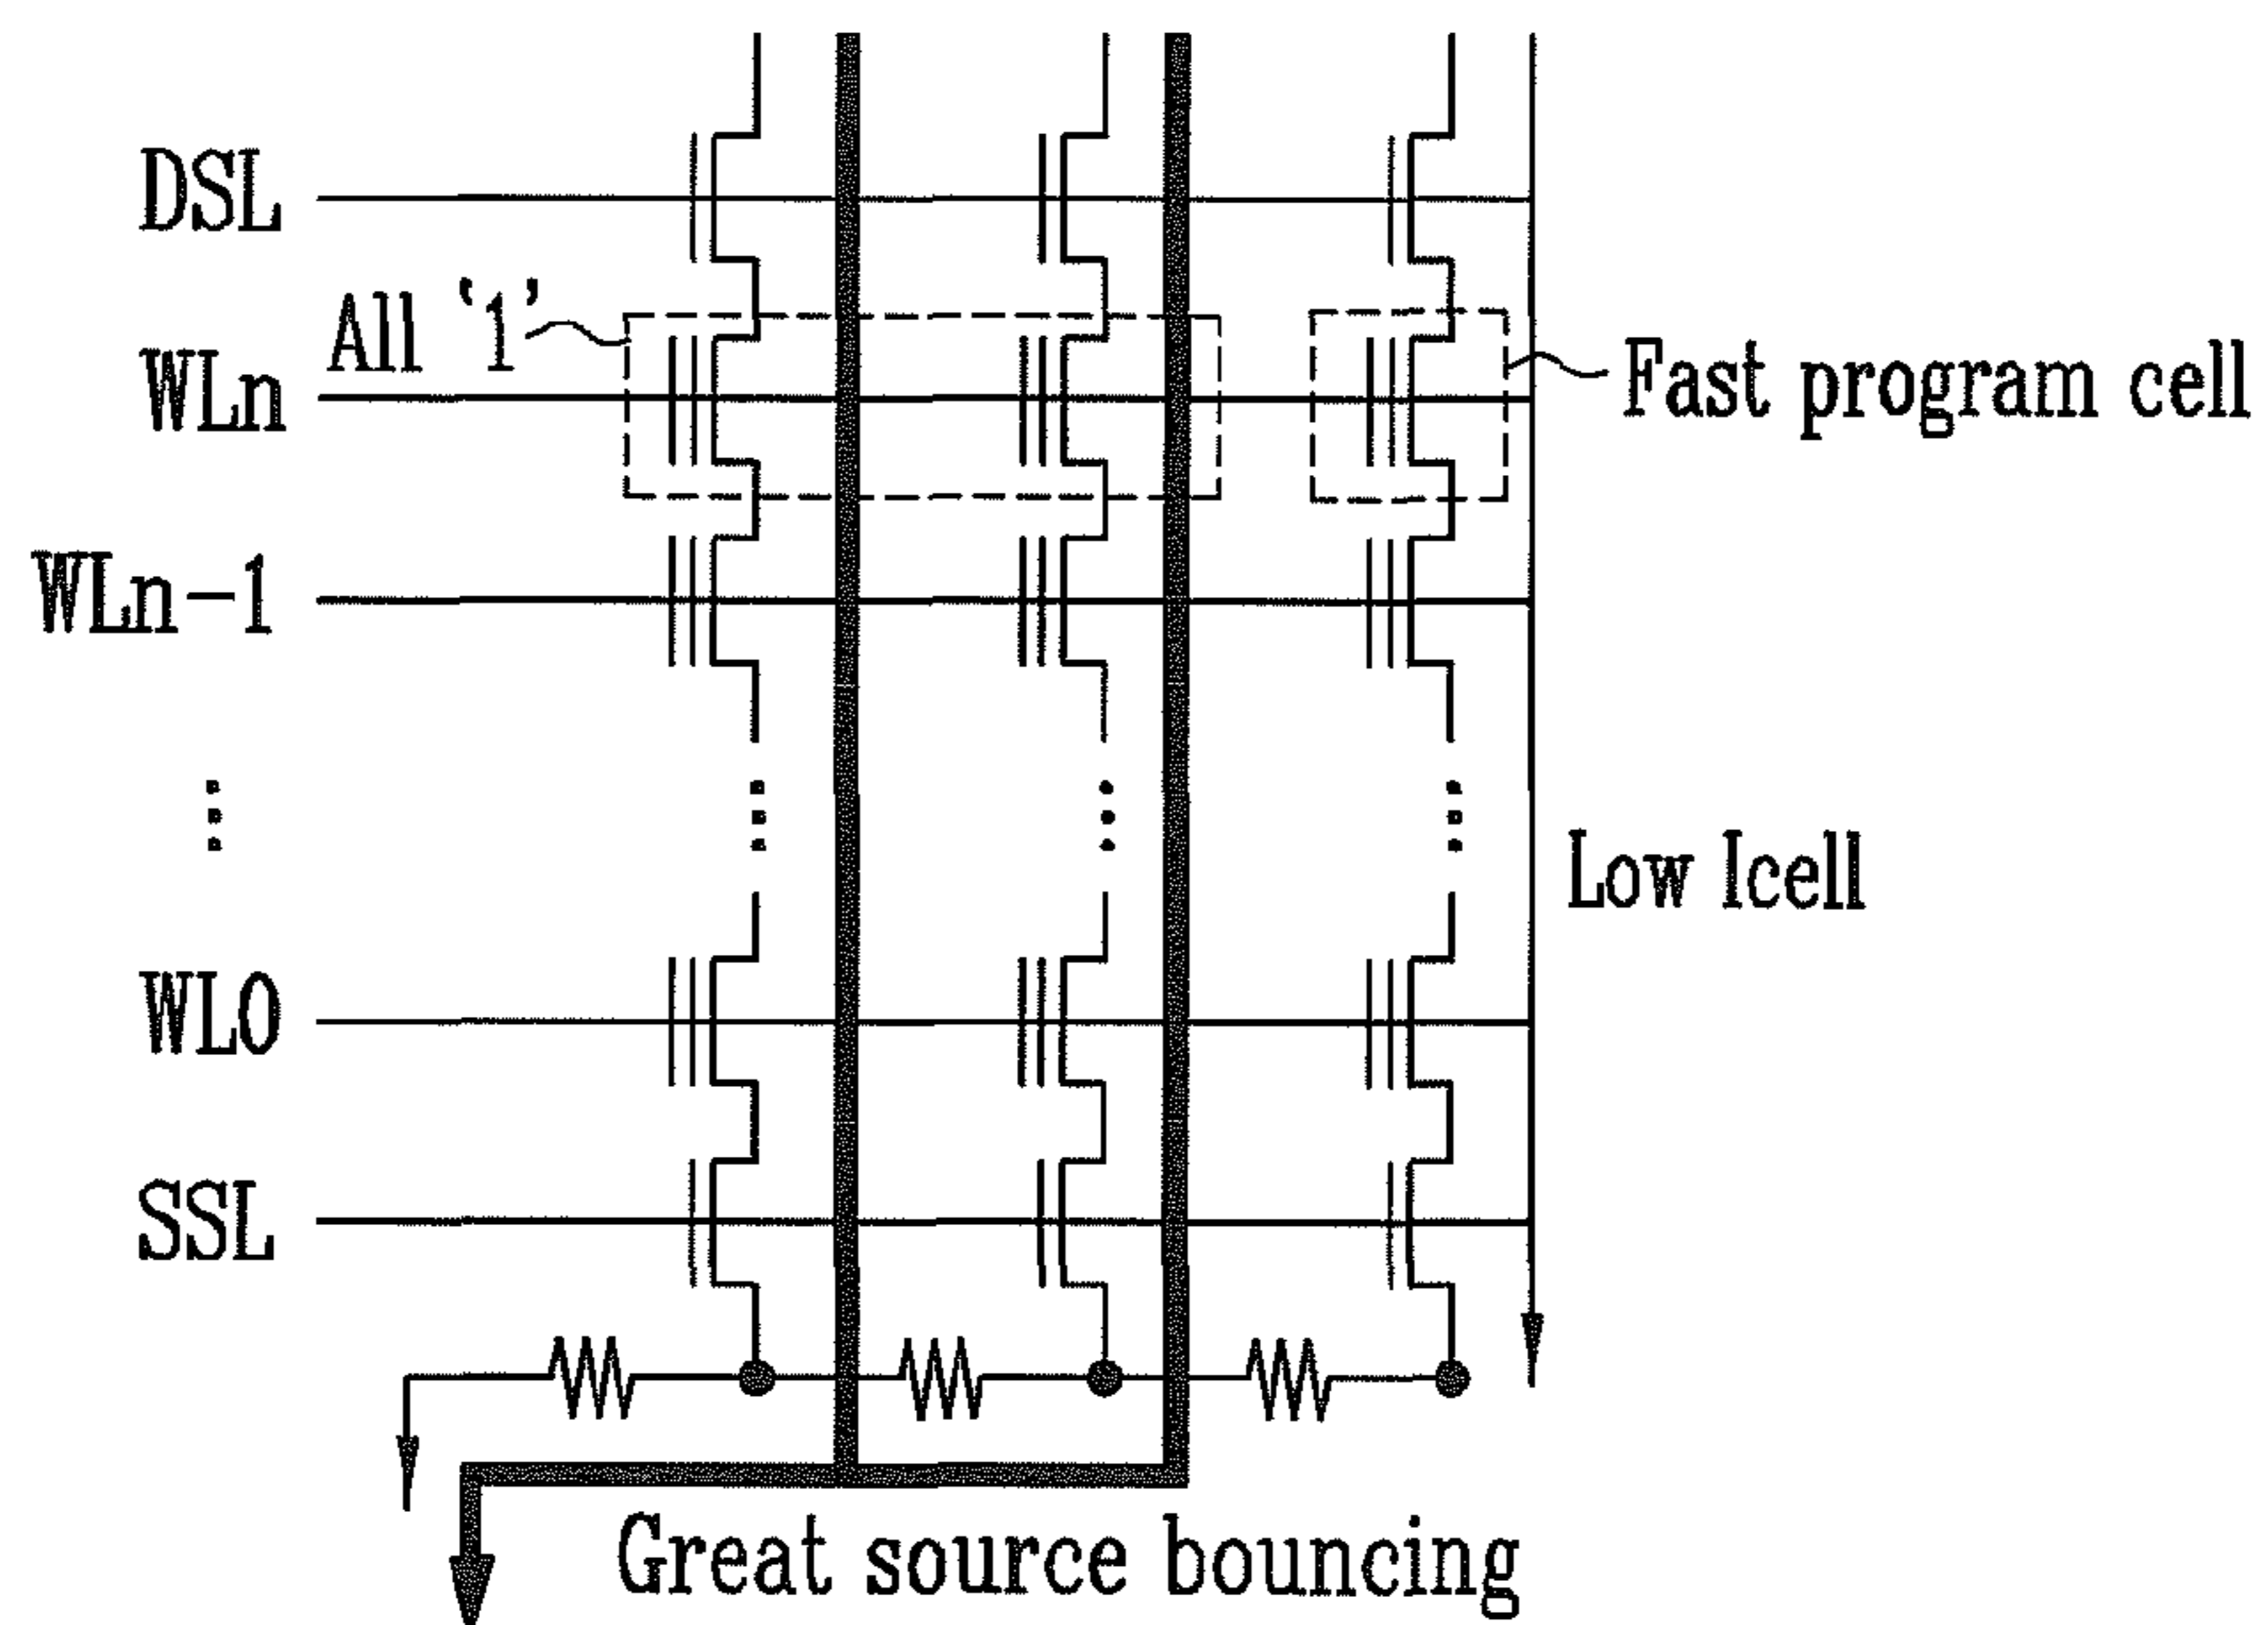 DSL
All ‘1’
WLn
Fast program cell
WLn-1
Low Icell
WL0
SSL
Great source bouncing